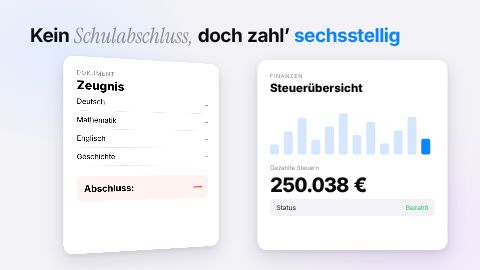 Kein Schulabschluss, doch zahl’ sechsstellig
DOKUMENT
Zeugnis
Deutsch –
Mathematik –
Englisch –
Geschichte –
Abschluss: —
FINANZEN
Steuerübersicht
Gezahlte Steuern
250.038 €
Status Bezahlt